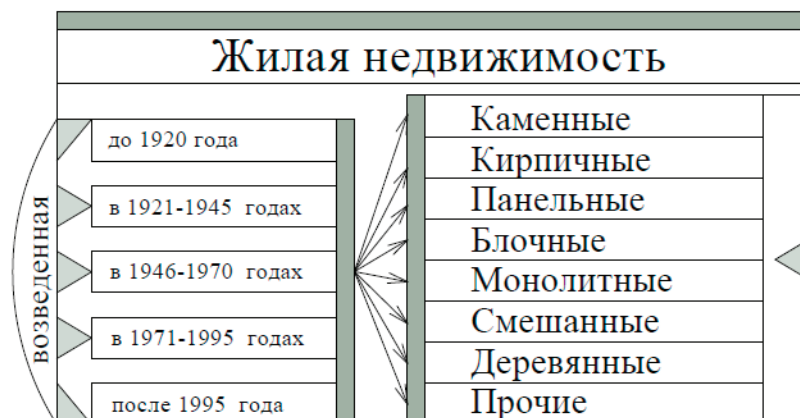 Жилая недвижимость
возведенная
до 1920 года
в 1921-1945 годах
в 1946-1970 годах
в 1971-1995 годах
после 1995 года
Каменные
Кирпичные
Панельные
Блочные
Монолитные
Смешанные
Деревянные
Прочие